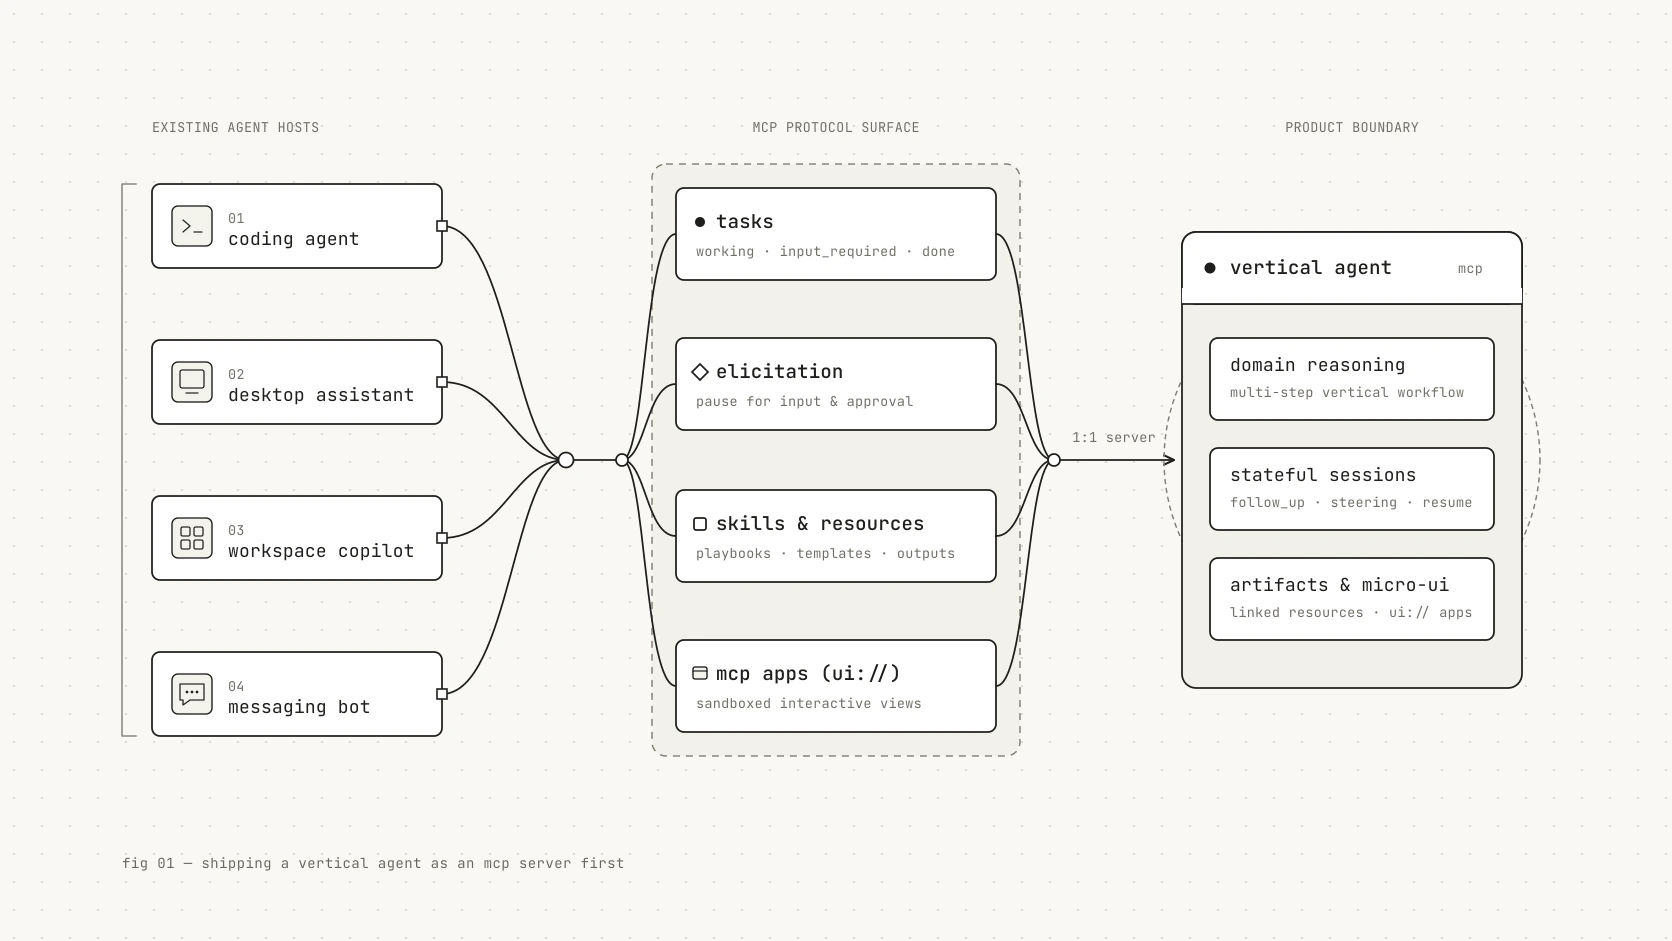 EXISTING AGENT HOSTS
01
coding agent
02
desktop assistant
03
workspace copilot
04
messaging bot
MCP PROTOCOL SURFACE
tasks
working · input_required · done
elicitation
pause for input & approval
skills & resources
playbooks · templates · outputs
mcp apps (ui://)
sandboxed interactive views
1:1 server
PRODUCT BOUNDARY
vertical agent
mcp
domain reasoning
multi-step vertical workflow
stateful sessions
follow_up · steering · resume
artifacts & micro-ui
linked resources · ui:// apps
fig 01 — shipping a vertical agent as an mcp server first